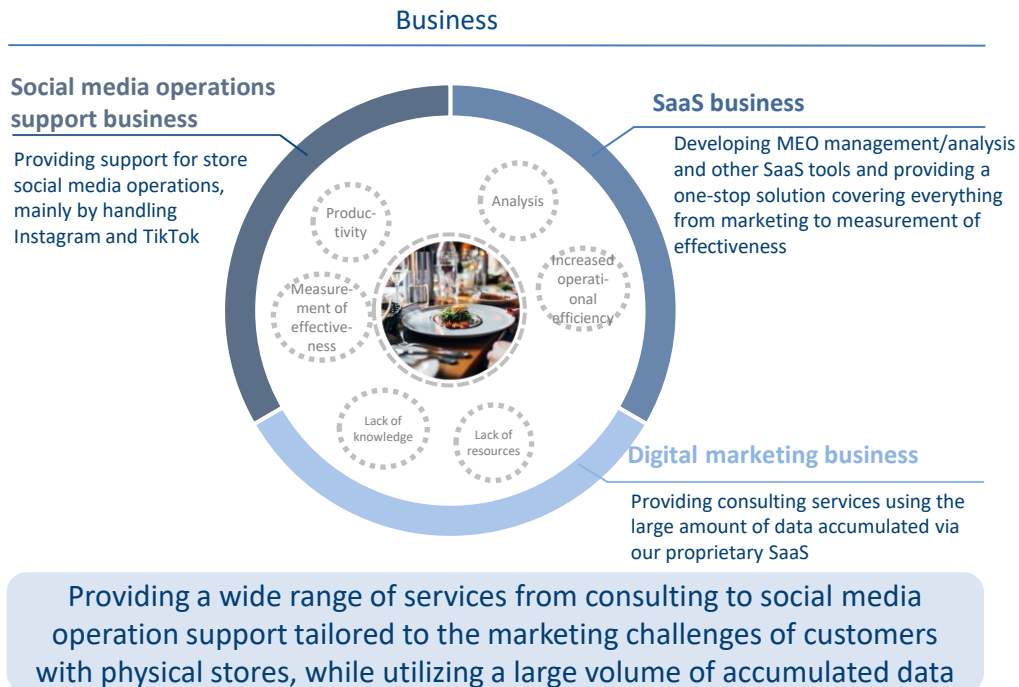 Business
Social media operations
support business
Providing support for store
social media operations,
mainly by handling
Instagram and TikTok
SaaS business
Developing MEO management/analysis
and other SaaS tools and providing a
one-stop solution covering everything
from marketing to measurement of
effectiveness
Produc-
tivity
Analysis
Measure-
ment of
effective-
ness
Increased
operati-
onal
efficiency
Lack of
knowledge
Lack of
resources
Digital marketing business
Providing consulting services using the
large amount of data accumulated via
our proprietary SaaS
Providing a wide range of services from consulting to social media
operation support tailored to the marketing challenges of customers
with physical stores, while utilizing a large volume of accumulated data